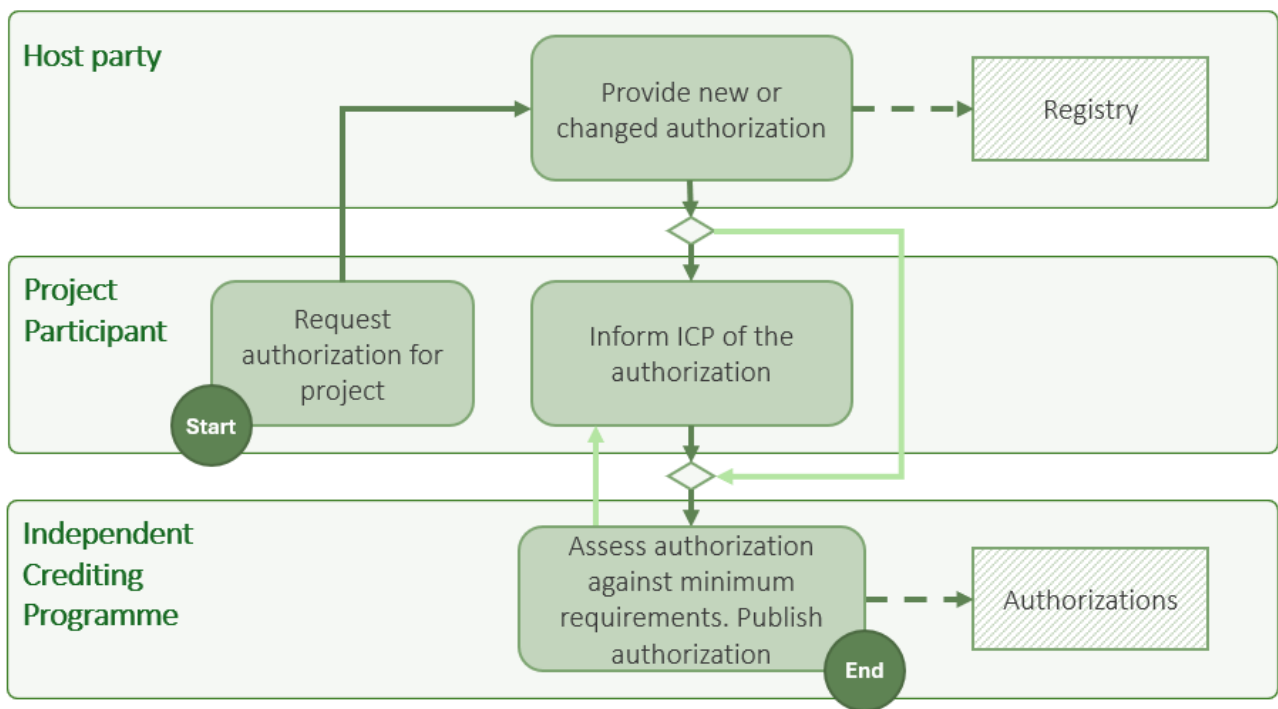 Host party
Provide new or
changed authorization
Registry
Project
Participant
Request
authorization for
project
Start
Inform ICP of the
authorization
Independent
Crediting
Programme
Assess authorization
against minimum
requirements. Publish
authorization
End
Authorizations